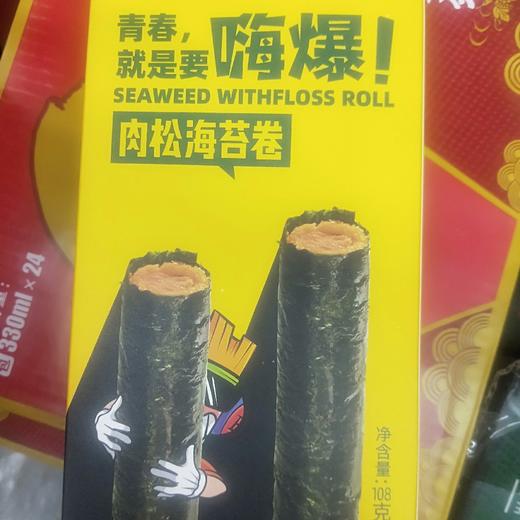 青春，
就是要
嗨爆！
SEAWEED WITHFLOSS ROLL
肉松海苔卷
净含量：
108克
330ml×24
包